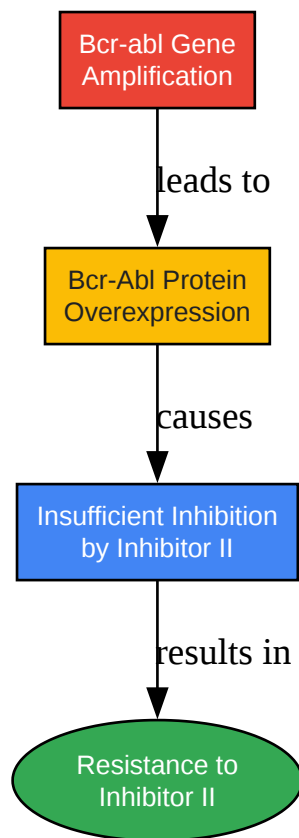 Bcr-abl Gene
Amplification
leads to
Bcr-Abl Protein
Overexpression
causes
Insufficient Inhibition
by Inhibitor II
results in
Resistance to
Inhibitor II